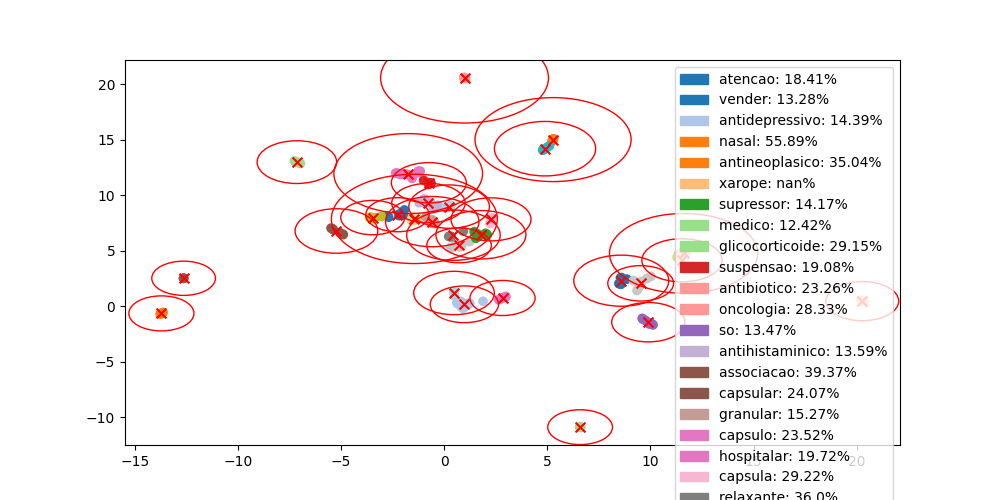 20
15
10
5
0
−5
−10
−15
−10
−5
0
5
10
15
20
atencao: 18.41%
vender: 13.28%
antidepressivo: 14.39%
nasal: 55.89%
antineoplasico: 35.04%
xarope: nan%
supressor: 14.17%
medico: 12.42%
glicorticoide: 29.15%
suspensao: 19.08%
antibiotico: 23.26%
oncologia: 28.33%
so: 13.47%
antihistaminico: 13.59%
associacao: 39.37%
capsular: 24.07%
granular: 15.27%
capsulo: 23.52%
hospitalar: 19.72%
capsula: 29.22%
relaxante: 36.0%